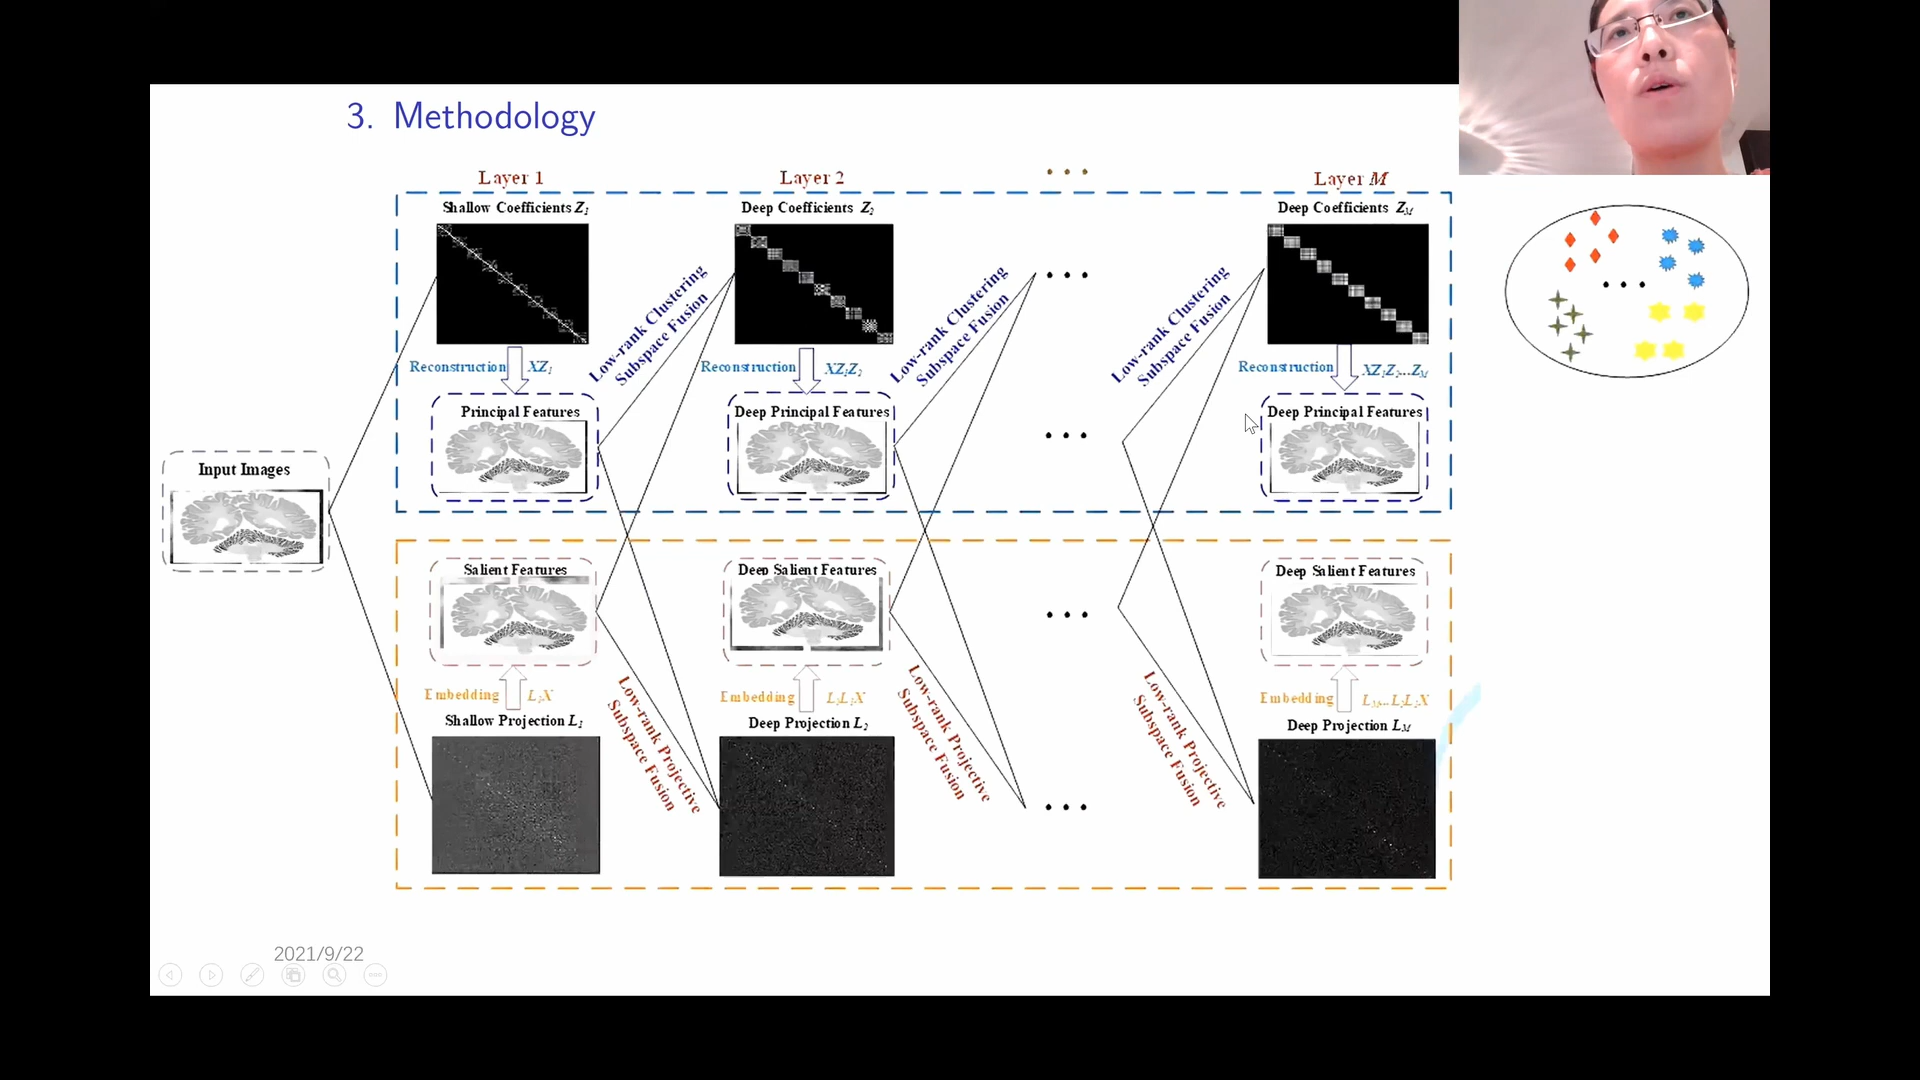 3. Methodology
Layer 1
Layer 2
Layer M
Shallow Coefficients Z1
Deep Coefficients Z2
Deep Coefficients ZM
Low-rank Clustering
Subspace Fusion
Low-rank Clustering
Subspace Fusion
Low-rank Clustering
Subspace Fusion
Reconstruction XZ1
Reconstruction XZ1Z2
Reconstruction XZ1Z2...ZM
Principal Features
Deep Principal Features
Deep Principal Features
Input Images
Salient Features
Deep Salient Features
Deep Salient Features
Embedding L1X
Embedding L2L1X
Embedding LM...L2L1X
Shallow Projection L1
Deep Projection L2
Deep Projection LM
Low-rank Projective
Subspace Fusion
Low-rank Projective
Subspace Fusion
Low-rank Projective
Subspace Fusion
2021/9/22